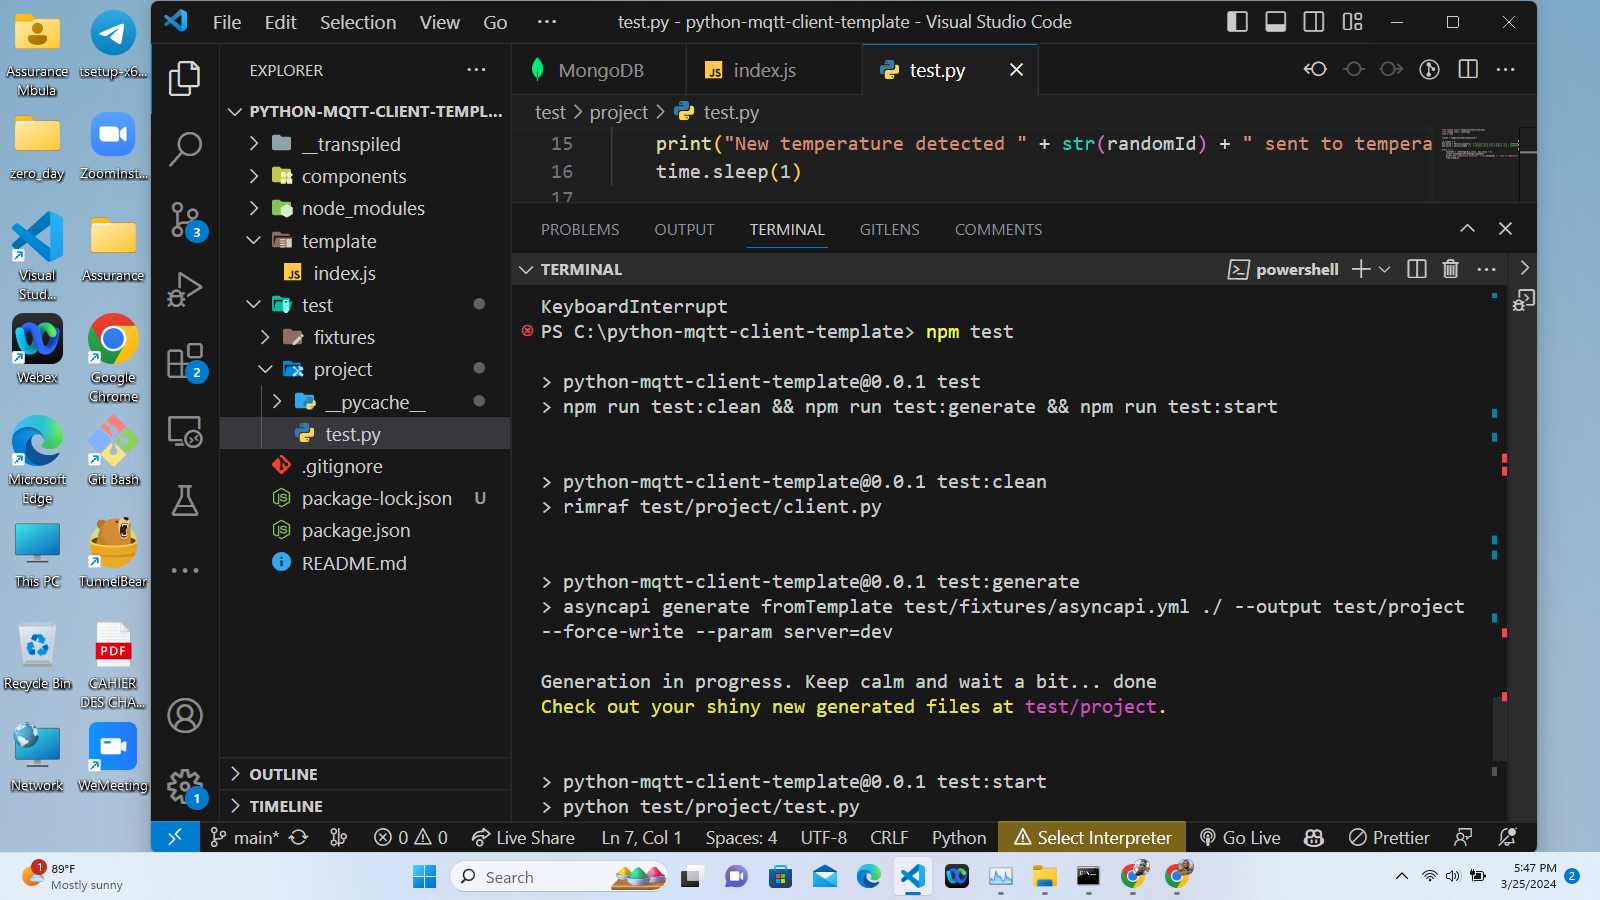 Assurance
Mbula
tsetup-x6...
zero_day
ZoomInst...
Visual
Stud...
Assurance
Webex
Google
Chrome
Microsoft
Edge
Git Bash
This PC
TunnelBear
Recycle Bin
PDF
CAHIER
DES CHA...
Network
WeMeeting
File Edit Selection View Go ...
test.py - python-mqtt-client-template - Visual Studio Code
EXPLORER ...
PYTHON-MQTT-CLIENT-TEMPL...
__transpiled
components
node_modules
template
JS index.js
test
fixtures
project
__pycache__
test.py
.gitignore
package-lock.json U
package.json
README.md
OUTLINE
TIMELINE
3
2
1
MongoDB
JS index.js
test.py
test > project > test.py
15 print("New temperature detected " + str(randomId) + " sent to tempera
16 time.sleep(1)
17
PROBLEMS OUTPUT TERMINAL GITLENS COMMENTS
TERMINAL
powershell
KeyboardInterrupt
PS C:\python-mqtt-client-template> npm test
> python-mqtt-client-template@0.0.1 test
> npm run test:clean && npm run test:generate && npm run test:start
> python-mqtt-client-template@0.0.1 test:clean
> rimraf test/project/client.py
> python-mqtt-client-template@0.0.1 test:generate
> asyncapi generate fromTemplate test/fixtures/asyncapi.yml ./ --output test/project
--force-write --param server=dev
Generation in progress. Keep calm and wait a bit... done
Check out your shiny new generated files at test/project.
> python-mqtt-client-template@0.0.1 test:start
> python test/project/test.py
main* 0 0 Live Share Ln 7, Col 1 Spaces: 4 UTF-8 CRLF Python Select Interpreter Go Live Prettier
1
89°F
Mostly sunny
Search
5:47 PM
3/25/2024
2